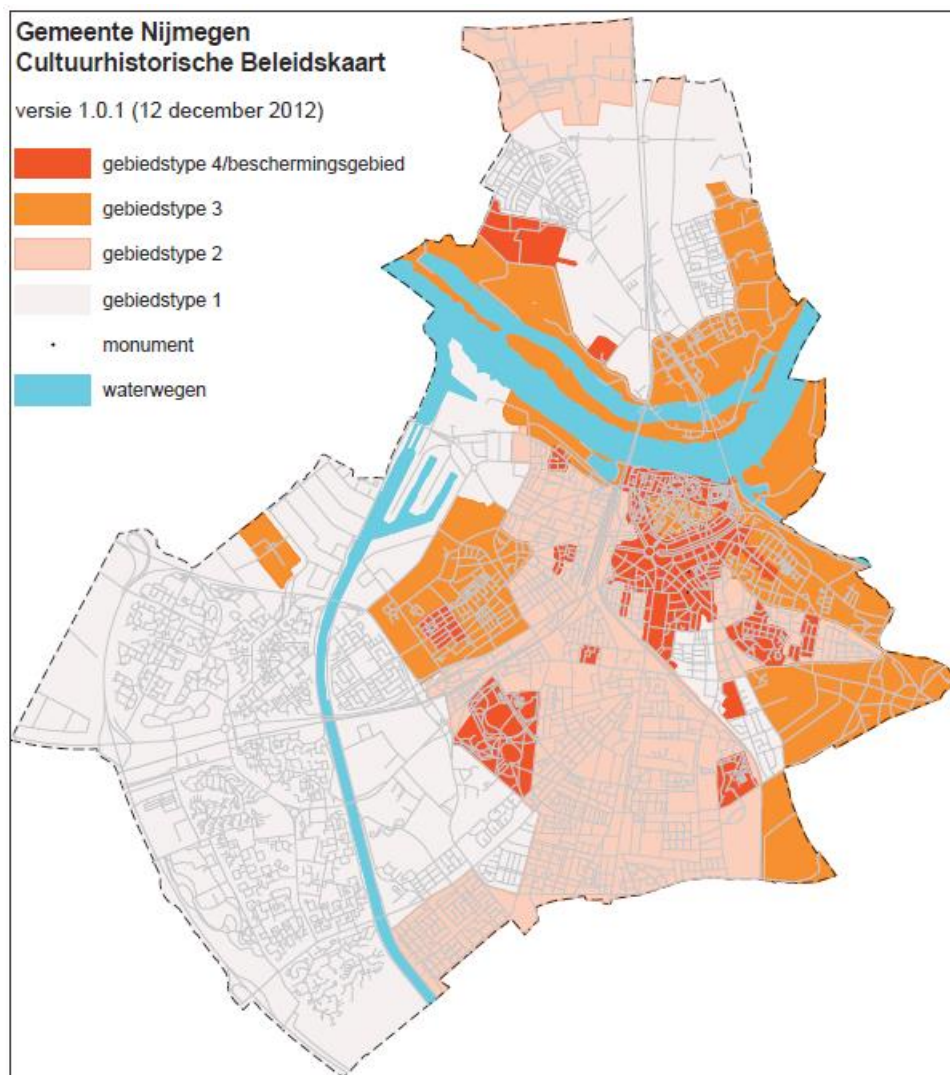 Gemeente Nijmegen
Cultuurhistorische Beleidskaart
versie 1.0.1 (12 december 2012)
gebiedstype 4/beschermingsgebied
gebiedstype 3
gebiedstype 2
gebiedstype 1
monument
waterwegen